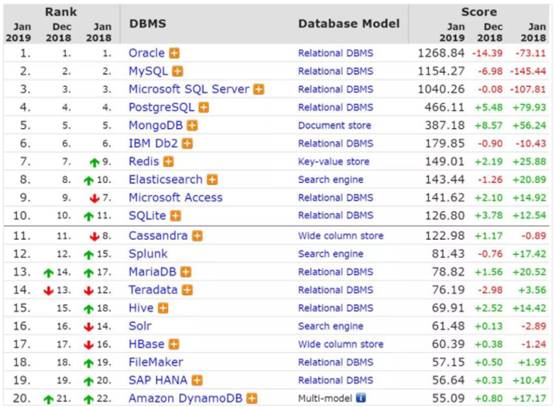 Rank DBMS Database Model Score
Jan 2019 Dec 2018 Jan 2018 Jan 2019 Dec 2018 Jan 2018
1. 1. 1. Oracle + Relational DBMS 1268.84 -14.39 -73.11
2. 2. 2. MySQL + Relational DBMS 1154.27 -6.98 -145.44
3. 3. 3. Microsoft SQL Server + Relational DBMS 1040.26 -0.08 -107.81
4. 4. 4. PostgreSQL + Relational DBMS 466.11 +5.48 +79.93
5. 5. 5. MongoDB + Document store 387.18 +8.57 +56.24
6. 6. 6. IBM Db2 + Relational DBMS 179.85 -0.90 -10.43
7. 7. 9. Redis + Key-value store 149.01 +2.19 +25.88
8. 8. 10. Elasticsearch + Search engine 143.44 -1.26 +20.89
9. 9. 7. Microsoft Access Relational DBMS 141.62 +2.10 +14.92
10. 10. 11. SQLite + Relational DBMS 126.80 +3.78 +12.54
11. 11. 8. Cassandra + Wide column store 122.98 +1.17 -0.89
12. 12. 15. Splunk Search engine 81.43 -0.76 +17.42
13. 14. 17. MariaDB + Relational DBMS 78.82 +1.56 +20.52
14. 13. 12. Teradata + Relational DBMS 76.19 -2.98 +3.56
15. 15. 18. Hive + Relational DBMS 69.91 +2.52 +14.42
16. 16. 14. Solr Search engine 61.48 +0.13 -2.89
17. 17. 16. HBase + Wide column store 60.39 +0.38 -1.24
18. 18. 19. FileMaker Relational DBMS 57.15 +0.50 +1.95
19. 19. 20. SAP HANA + Relational DBMS 56.64 +0.33 +10.47
20. 21. 22. Amazon DynamoDB + Multi-model i 55.09 +0.80 +17.17